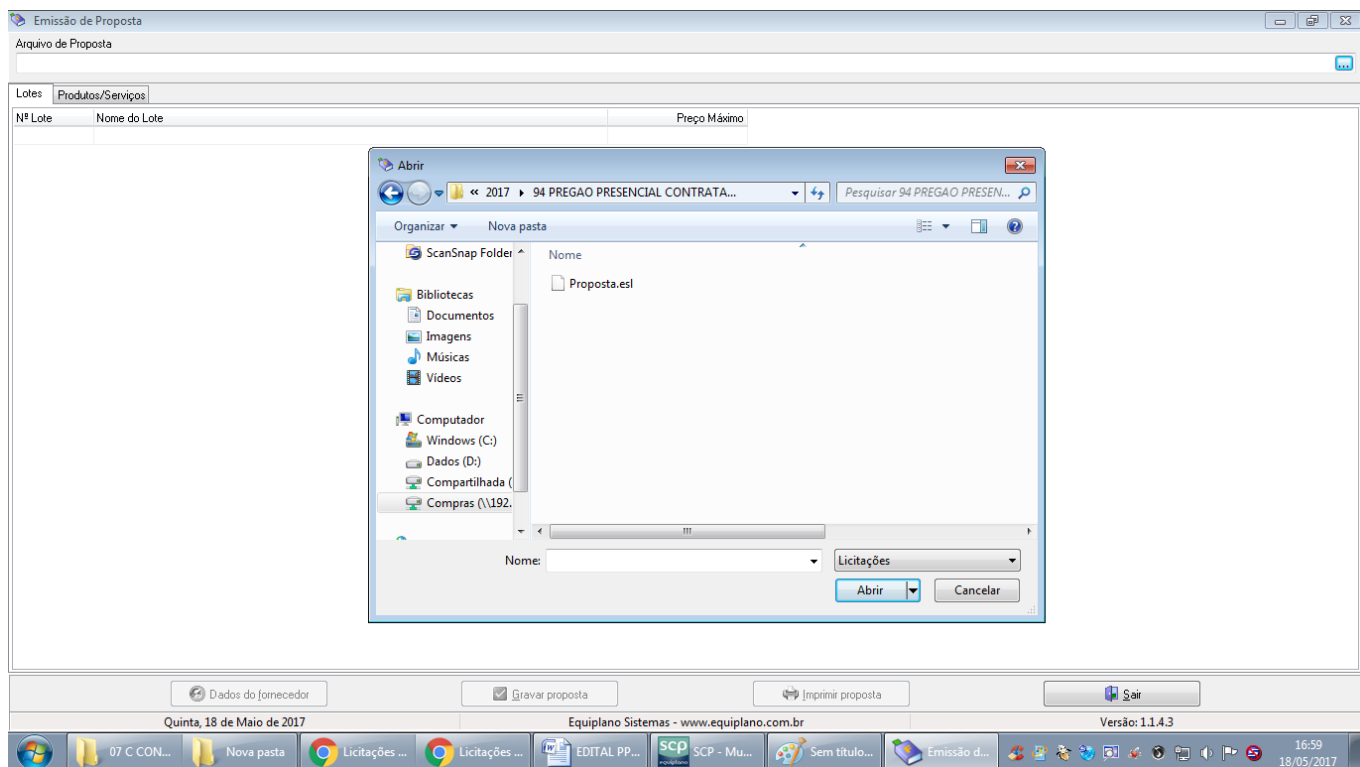 Emissão de Proposta
Arquivo de Proposta
...
Lotes Produtos/Serviços
Nº Lote Nome do Lote Preço Máximo
Abrir
« 2017 ▸ 94 PREGAO PRESENCIAL CONTRATA... Pesquisar 94 PREGAO PRESEN...
Organizar Nova pasta
ScanSnap Folder
Nome
Proposta.esl
Bibliotecas
Documentos
Imagens
Músicas
Vídeos
Computador
Windows (C:)
Dados (D:)
Compartilhada (
Compras (\\192.
Nome: Licitações
Abrir Cancelar
Dados do fornecedor Gravar proposta Imprimir proposta Sair
Quinta, 18 de Maio de 2017 Equiplano Sistemas - www.equiplano.com.br Versão: 1.1.4.3
07 C CON... Nova pasta Licitações ... Licitações ... EDITAL PP... scp equiplano SCP - Mu... Sem título... Emissão d... 16:59
18/05/2017